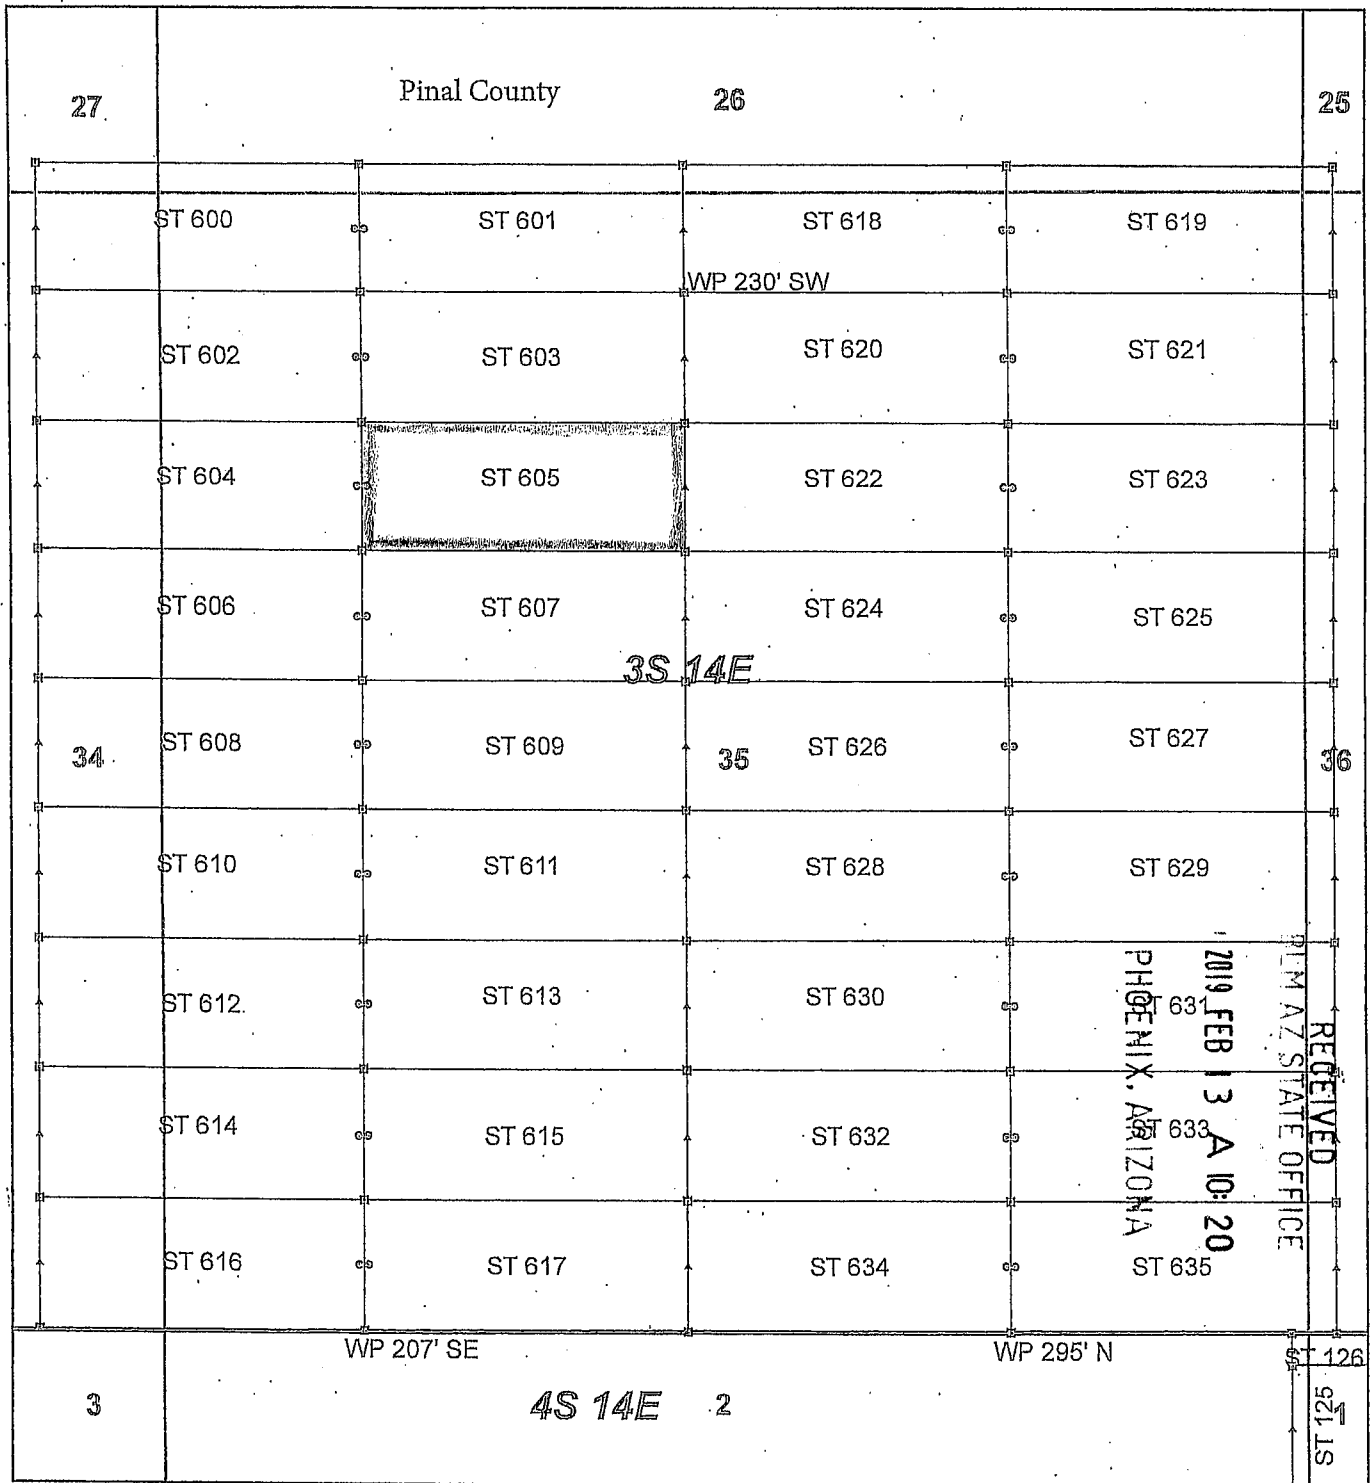 27 Pinal County 26 25
ST 600 ST 601 ST 618 ST 619
WP 230' SW
ST 602 ST 603 ST 620 ST 621
ST 604 ST 605 ST 622 ST 623
ST 606 ST 607 ST 624 ST 625
3S 14E
34 ST 608 ST 609 35 ST 626 ST 627 36
ST 610 ST 611 ST 628 ST 629
ST 612 ST 613 ST 630 ST 631
ST 614 ST 615 ST 632 ST 633
ST 616 ST 617 ST 634 ST 635
RECEIVED
BLM AZ STATE OFFICE
2019 FEB 13 A 10:20
PHOENIX, ARIZONA
WP 207' SE WP 295' N ST 126
3 4S 14E 2 1
ST 125